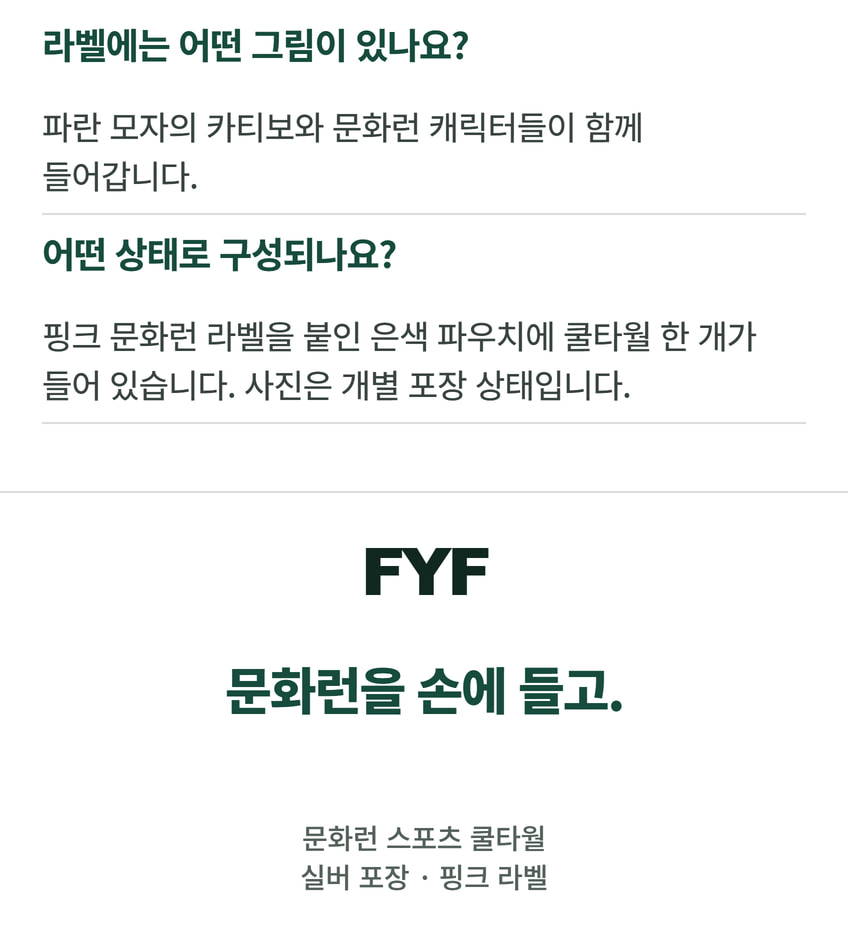 라벨에는 어떤 그림이 있나요?
파란 모자의 카티보와 문화런 캐릭터들이 함께
들어갑니다.
어떤 상태로 구성되나요?
핑크 문화런 라벨을 붙인 은색 파우치에 쿨타월 한 개가
들어 있습니다. 사진은 개별 포장 상태입니다.
FYF
문화런을 손에 들고.
문화런 스포츠 쿨타월
실버 포장 · 핑크 라벨